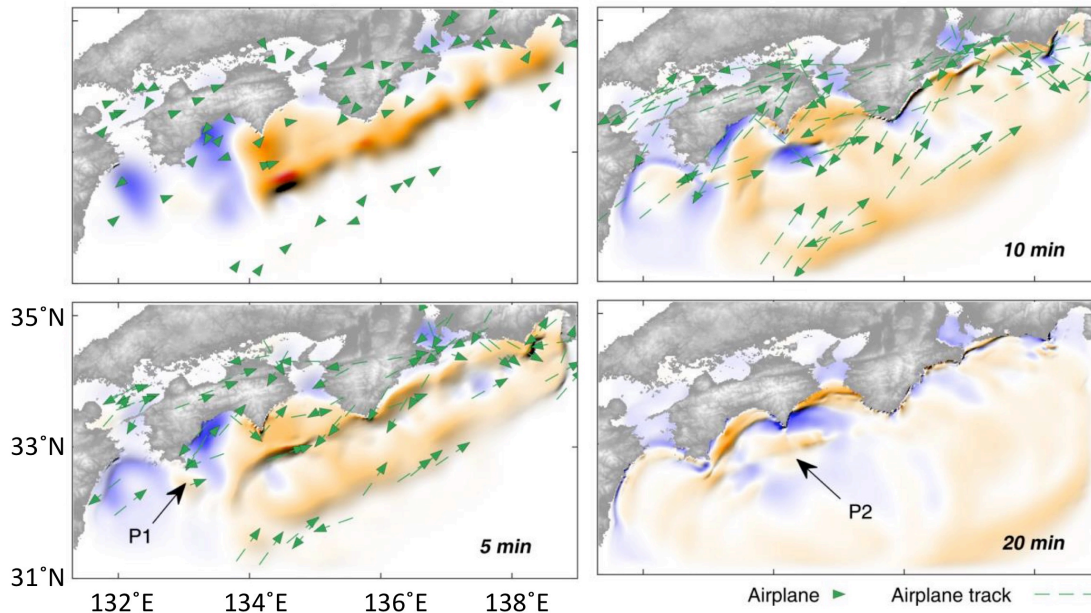 10 min
35˚N
33˚N
31˚N
P1
5 min
P2
20 min
132˚E
134˚E
136˚E
138˚E
Airplane
Airplane track